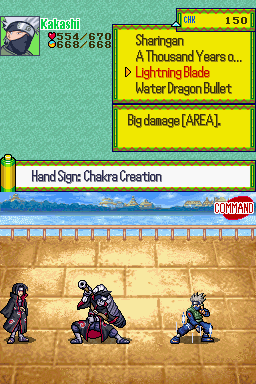 Kakashi
554/670
668/668
CHK 150
Sharingan
A Thousand Years o...
Lightning Blade
Water Dragon Bullet
Big damage [AREA].
Hand Sign: Chakra Creation
COMMAND